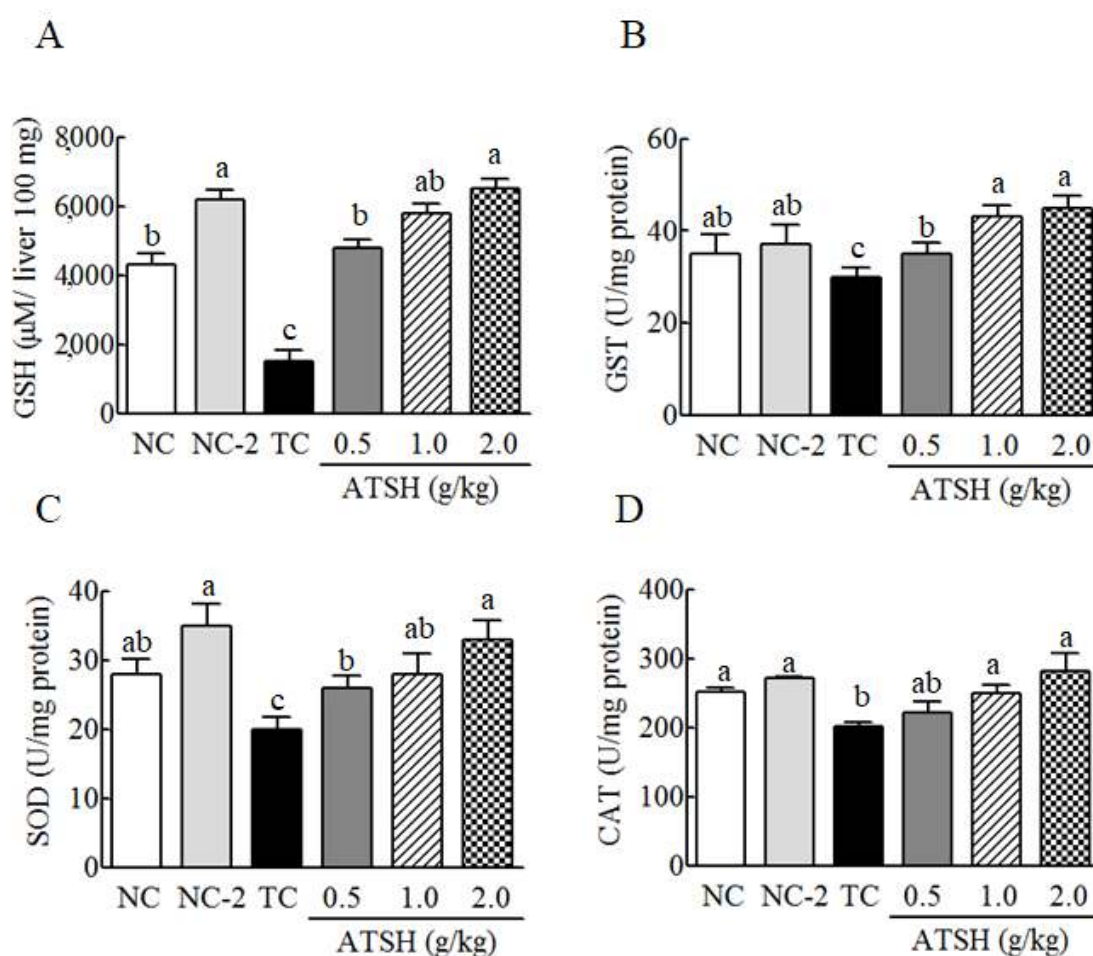 A
GSH (µM/ liver 100 mg)
8,000
6,000
4,000
2,000
0
b
a
c
b
ab
a
NC NC-2 TC 0.5 1.0 2.0
ATSH (g/kg)
B
GST (U/mg protein)
60
40
20
0
ab
ab
c
b
a
a
NC NC-2 TC 0.5 1.0 2.0
ATSH (g/kg)
C
SOD (U/mg protein)
40
30
20
10
0
ab
a
c
b
ab
a
NC NC-2 TC 0.5 1.0 2.0
ATSH (g/kg)
D
CAT (U/mg protein)
400
300
200
100
0
a
a
b
ab
a
a
NC NC-2 TC 0.5 1.0 2.0
ATSH (g/kg)